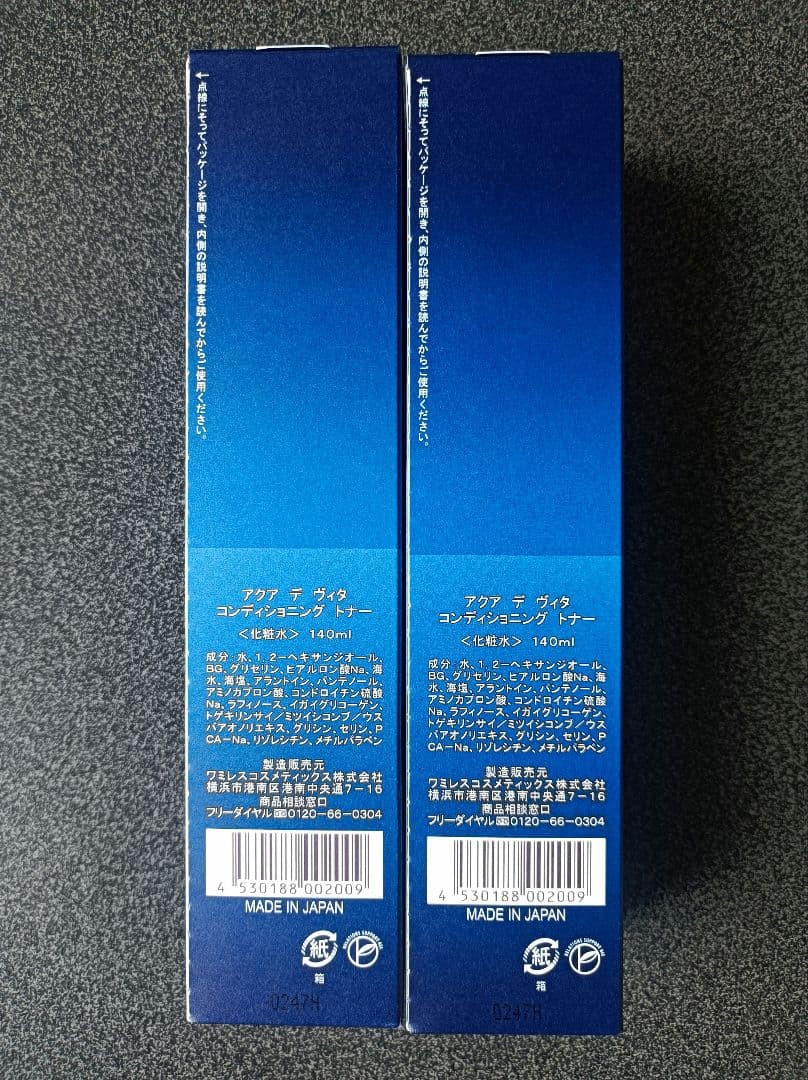 ←点線にそってパッケージを開き、内側の説明書を読んでからご使用ください。
アクア デ ヴィタ
コンディショニング トナー
<化粧水> 140ml
成分:水、1,2-ヘキサンジオール、
BG、グリセリン、ヒアルロン酸Na、海
水、海塩、アラントイン、パンテノール、
アミノカプロン酸、コンドロイチン硫酸
Na、ラフィノース、イガイグリコーゲン、
トゲキリンサイ/ミツイシコンブ/ウス
バアオノリエキス、グリシン、セリン、P
CA-Na、リゾレシチン、メチルパラベン
製造販売元
ワミレスコスメティックス株式会社
横浜市港南区港南中央通7-16
商品相談窓口
フリーダイヤル 0120-66-0304
4 530188 002009
MADE IN JAPAN
紙
箱
0247H
←点線にそってパッケージを開き、内側の説明書を読んでからご使用ください。
アクア デ ヴィタ
コンディショニング トナー
<化粧水> 140ml
成分:水、1,2-ヘキサンジオール、
BG、グリセリン、ヒアルロン酸Na、海
水、海塩、アラントイン、パンテノール、
アミノカプロン酸、コンドロイチン硫酸
Na、ラフィノース、イガイグリコーゲン、
トゲキリンサイ/ミツイシコンブ/ウス
バアオノリエキス、グリシン、セリン、P
CA-Na、リゾレシチン、メチルパラベン
製造販売元
ワミレスコスメティックス株式会社
横浜市港南区港南中央通7-16
商品相談窓口
フリーダイヤル 0120-66-0304
4 530188 002009
MADE IN JAPAN
紙
箱
0247H